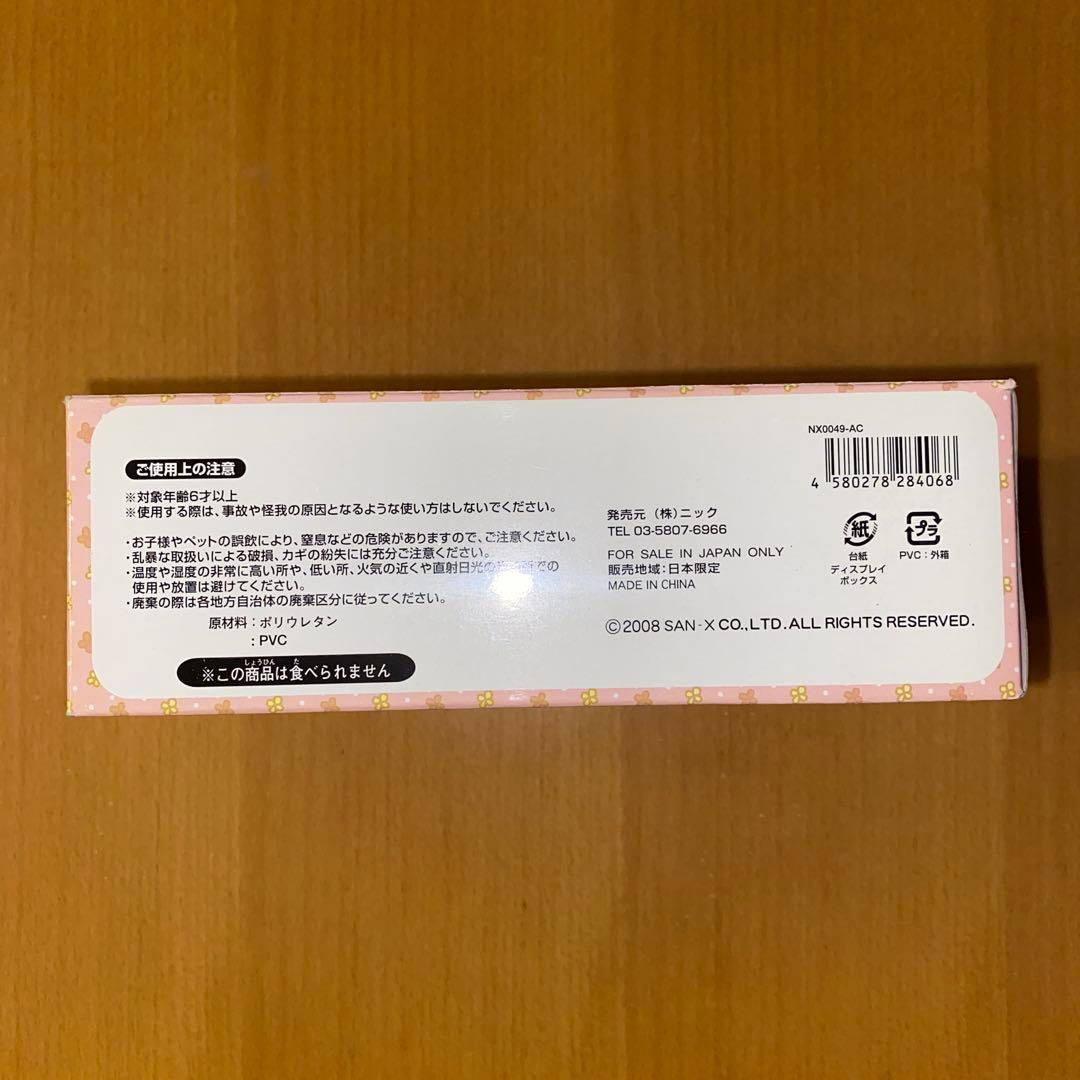 ご使用上の注意
※対象年齢6才以上
※使用する際は、事故や怪我の原因となるような使い方はしないでください。
・お子様やペットの誤飲により、窒息などの危険がありますので、ご注意ください。
・乱暴な取扱いによる破損、カギの紛失には充分ご注意ください。
・温度や湿度の非常に高い所や、低い所、火気の近くや直射日光の での
使用や放置は避けてください。
・廃棄の際は各地方自治体の廃棄区分に従ってください。
原材料：ポリウレタン
：PVC
しょうひん た
※この商品は食べられません
発売元 （株）ニック
TEL 03-5807-6966
FOR SALE IN JAPAN ONLY
販売地域：日本限定
MADE IN CHINA
©2008 SAN-X CO.,LTD. ALL RIGHTS RESERVED.
NX0049-AC
4 580278 284068
紙
台紙
ディスプレイ
ボックス
プラ
PVC：外箱